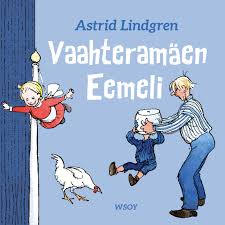 Astrid Lindgren
Vaahteramäen
Eemeli
WSOY